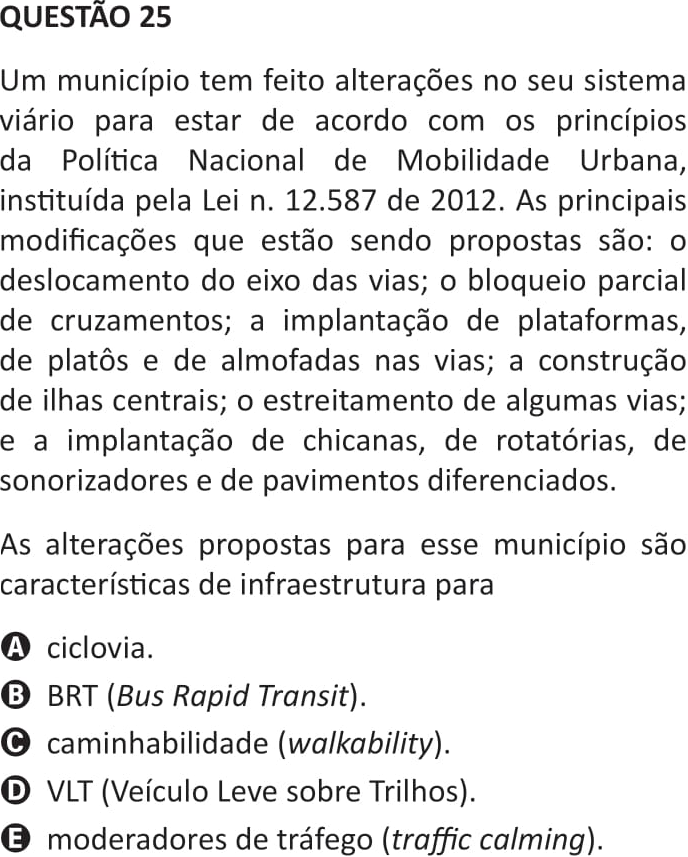 QUESTÃO 25
Um município tem feito alterações no seu sistema
viário para estar de acordo com os princípios
da Política Nacional de Mobilidade Urbana,
instituída pela Lei n. 12.587 de 2012. As principais
modificações que estão sendo propostas são: o
deslocamento do eixo das vias; o bloqueio parcial
de cruzamentos; a implantação de plataformas,
de platôs e de almofadas nas vias; a construção
de ilhas centrais; o estreitamento de algumas vias;
e a implantação de chicanas, de rotatórias, de
sonorizadores e de pavimentos diferenciados.
As alterações propostas para esse município são
características de infraestrutura para
A ciclovia.
B BRT (Bus Rapid Transit).
C caminhabilidade (walkability).
D VLT (Veículo Leve sobre Trilhos).
E moderadores de tráfego (traffic calming).